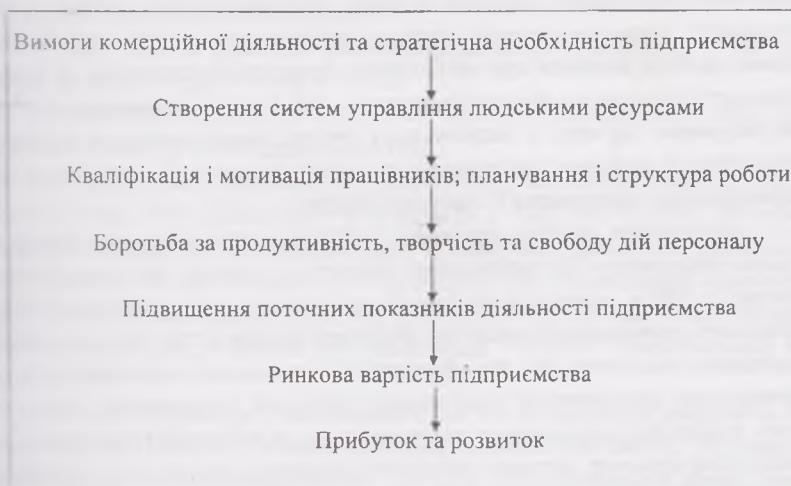 Вимоги комерційної діяльності та стратегічна необхідність підприємства
Створення систем управління людськими ресурсами
Кваліфікація і мотивація працівників; планування і структура роботи
Боротьба за продуктивність, творчість та свободу дій персоналу
Підвищення поточних показників діяльності підприємства
Ринкова вартість підприємства
Прибуток та розвиток